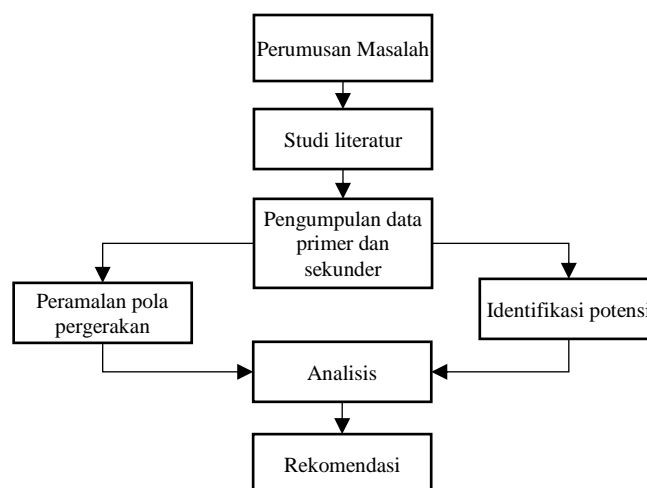 Perumusan Masalah
Studi literatur
Pengumpulan data
primer dan
sekunder
Peramalan pola
pergerakan
Identifikasi potensi
Analisis
Rekomendasi